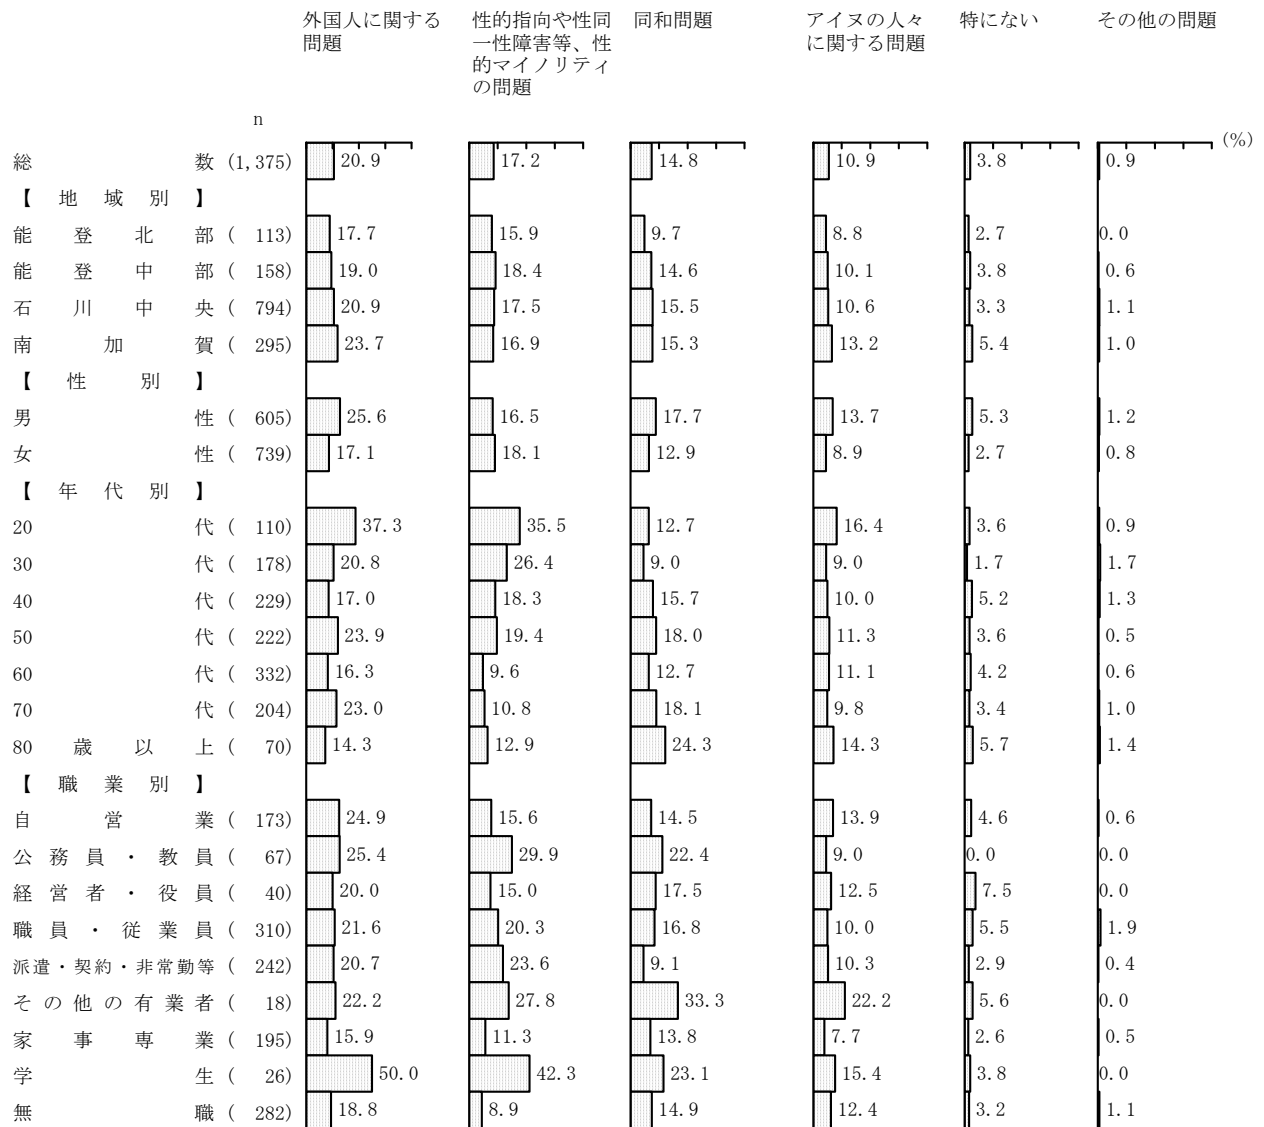 外国人に関する問題 性的指向や性同一性障害等、性的マイノリティの問題 同和問題 アイヌの人々に関する問題 特にない その他の問題
n
(%)
総数 (1,375) 20.9 17.2 14.8 10.9 3.8 0.9
【地域別】
能登北部 ( 113) 17.7 15.9 9.7 8.8 2.7 0.0
能登中部 ( 158) 19.0 18.4 14.6 10.1 3.8 0.6
石川中央 ( 794) 20.9 17.5 15.5 10.6 3.3 1.1
南加賀 ( 295) 23.7 16.9 15.3 13.2 5.4 1.0
【性別】
男性 ( 605) 25.6 16.5 17.7 13.7 5.3 1.2
女性 ( 739) 17.1 18.1 12.9 8.9 2.7 0.8
【年代別】
20代 ( 110) 37.3 35.5 12.7 16.4 3.6 0.9
30代 ( 178) 20.8 26.4 9.0 9.0 1.7 1.7
40代 ( 229) 17.0 18.3 15.7 10.0 5.2 1.3
50代 ( 222) 23.9 19.4 18.0 11.3 3.6 0.5
60代 ( 332) 16.3 9.6 12.7 11.1 4.2 0.6
70代 ( 204) 23.0 10.8 18.1 9.8 3.4 1.0
80歳以上 ( 70) 14.3 12.9 24.3 14.3 5.7 1.4
【職業別】
自営業 ( 173) 24.9 15.6 14.5 13.9 4.6 0.6
公務員・教員 ( 67) 25.4 29.9 22.4 9.0 0.0 0.0
経営者・役員 ( 40) 20.0 15.0 17.5 12.5 7.5 0.0
職員・従業員 ( 310) 21.6 20.3 16.8 10.0 5.5 1.9
派遣・契約・非常勤等 ( 242) 20.7 23.6 9.1 10.3 2.9 0.4
その他の有業者 ( 18) 22.2 27.8 33.3 22.2 5.6 0.0
家事専業 ( 195) 15.9 11.3 13.8 7.7 2.6 0.5
学生 ( 26) 50.0 42.3 23.1 15.4 3.8 0.0
無職 ( 282) 18.8 8.9 14.9 12.4 3.2 1.1